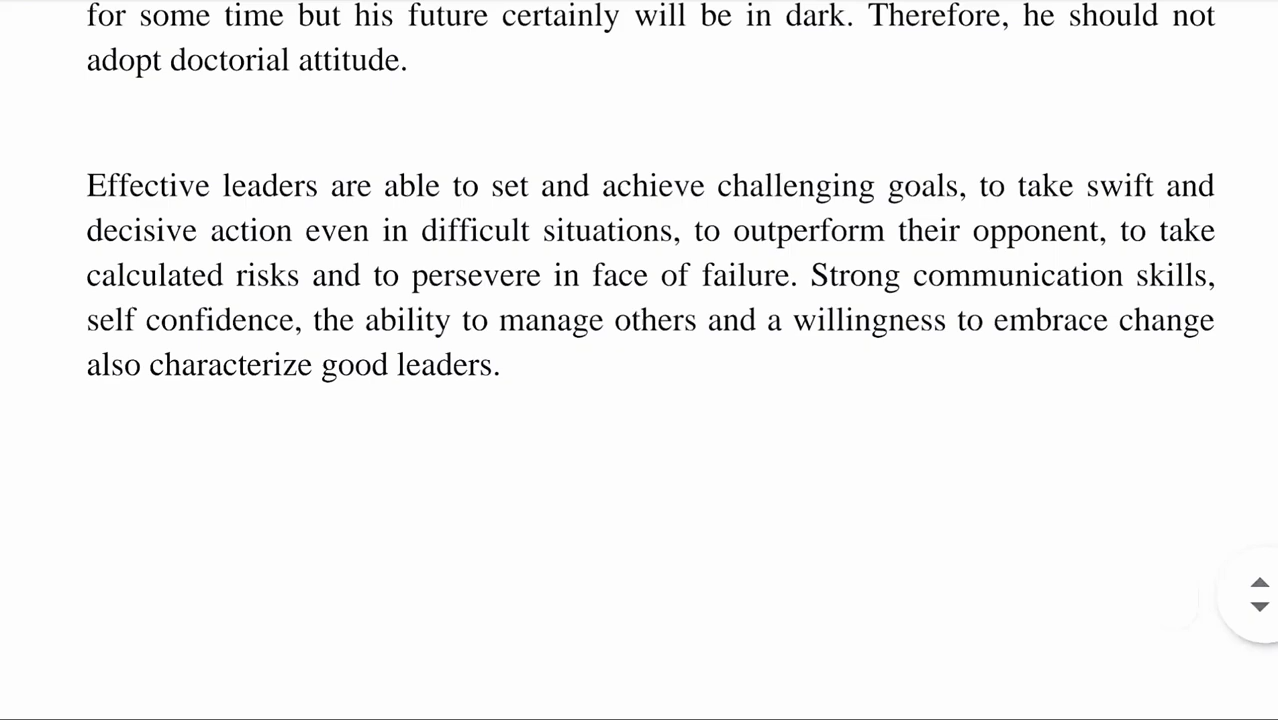 for some time but his future certainly will be in dark. Therefore, he should not
adopt doctorial attitude.
Effective leaders are able to set and achieve challenging goals, to take swift and
decisive action even in difficult situations, to outperform their opponent, to take
calculated risks and to persevere in face of failure. Strong communication skills,
self confidence, the ability to manage others and a willingness to embrace change
also characterize good leaders.